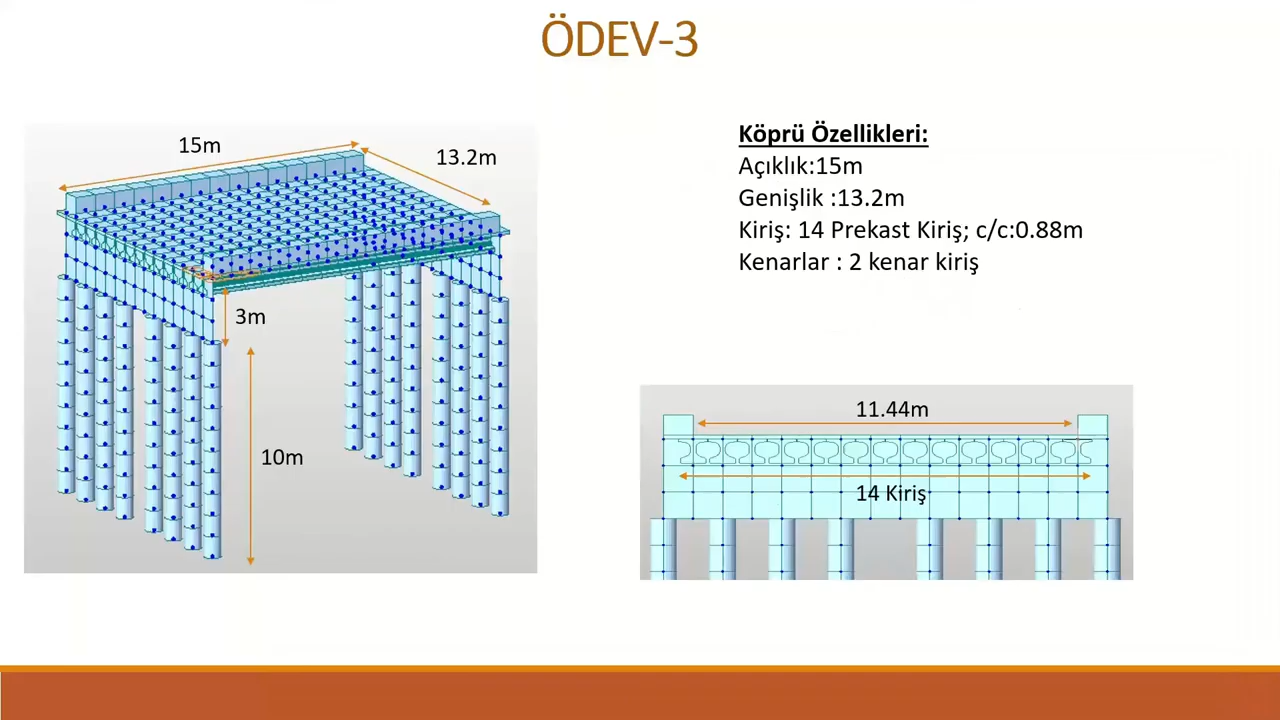 ÖDEV-3
15m
13.2m
3m
10m
Köprü Özellikleri:
Açıklık:15m
Genişlik :13.2m
Kiriş: 14 Prekast Kiriş; c/c:0.88m
Kenarlar : 2 kenar kiriş
11.44m
14 Kiriş